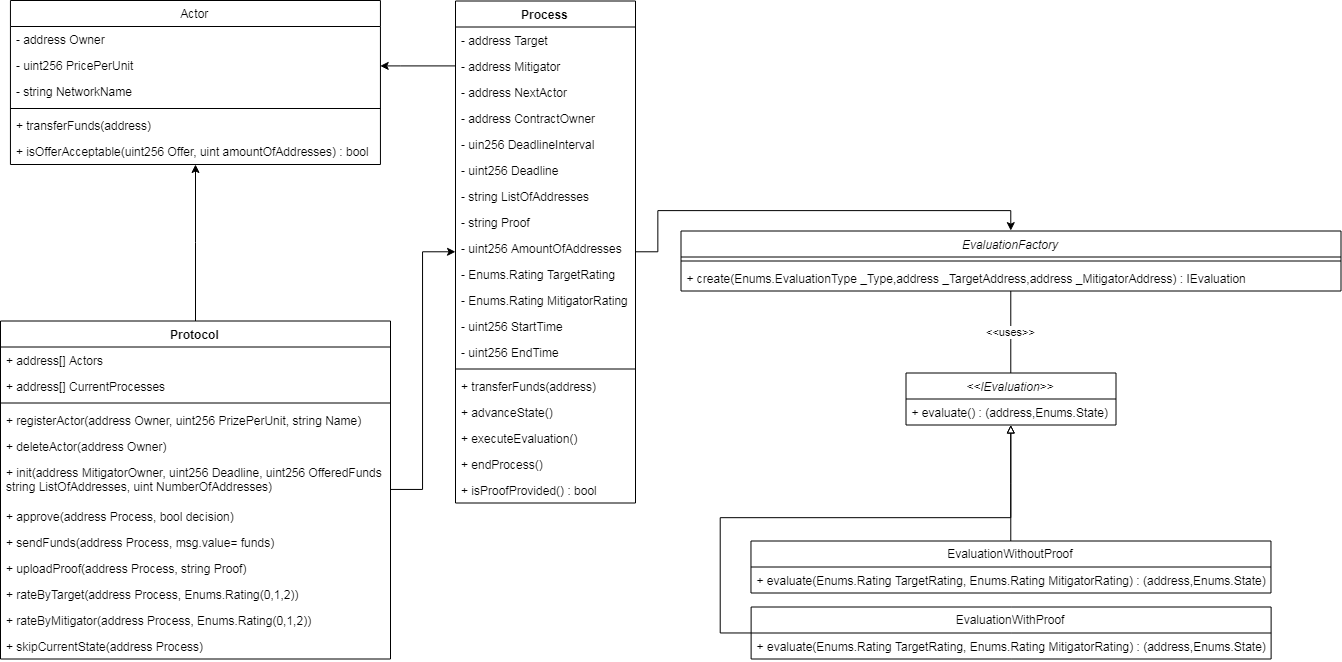 Actor
- address Owner
- uint256 PricePerUnit
- string NetworkName
+ transferFunds(address)
+ isOfferAcceptable(uint256 Offer, uint amountOfAddresses) : bool
Protocol
+ address[] Actors
+ address[] CurrentProcesses
+ registerActor(address Owner, uint256 PrizePerUnit, string Name)
+ deleteActor(address Owner)
+ init(address MitigatorOwner, uint256 Deadline, uint256 OfferedFunds
string ListOfAddresses, uint NumberOfAddresses)
+ approve(address Process, bool decision)
+ sendFunds(address Process, msg.value= funds)
+ uploadProof(address Process, string Proof)
+ rateByTarget(address Process, Enums.Rating(0,1,2))
+ rateByMitigator(address Process, Enums.Rating(0,1,2))
+ skipCurrentState(address Process)
Process
- address Target
- address Mitigator
- address NextActor
- address ContractOwner
- uin256 DeadlineInterval
- uint256 Deadline
- string ListOfAddresses
- string Proof
- uint256 AmountOfAddresses
- Enums.Rating TargetRating
- Enums.Rating MitigatorRating
- uint256 StartTime
- uint256 EndTime
+ transferFunds(address)
+ advanceState()
+ executeEvaluation()
+ endProcess()
+ isProofProvided() : bool
EvaluationFactory
+ create(Enums.EvaluationType _Type,address _TargetAddress,address _MitigatorAddress) : IEvaluation
<<uses>>
<<IEvaluation>>
+ evaluate() : (address,Enums.State)
EvaluationWithoutProof
+ evaluate(Enums.Rating TargetRating, Enums.Rating MitigatorRating) : (address,Enums.State)
EvaluationWithProof
+ evaluate(Enums.Rating TargetRating, Enums.Rating MitigatorRating) : (address,Enums.State)